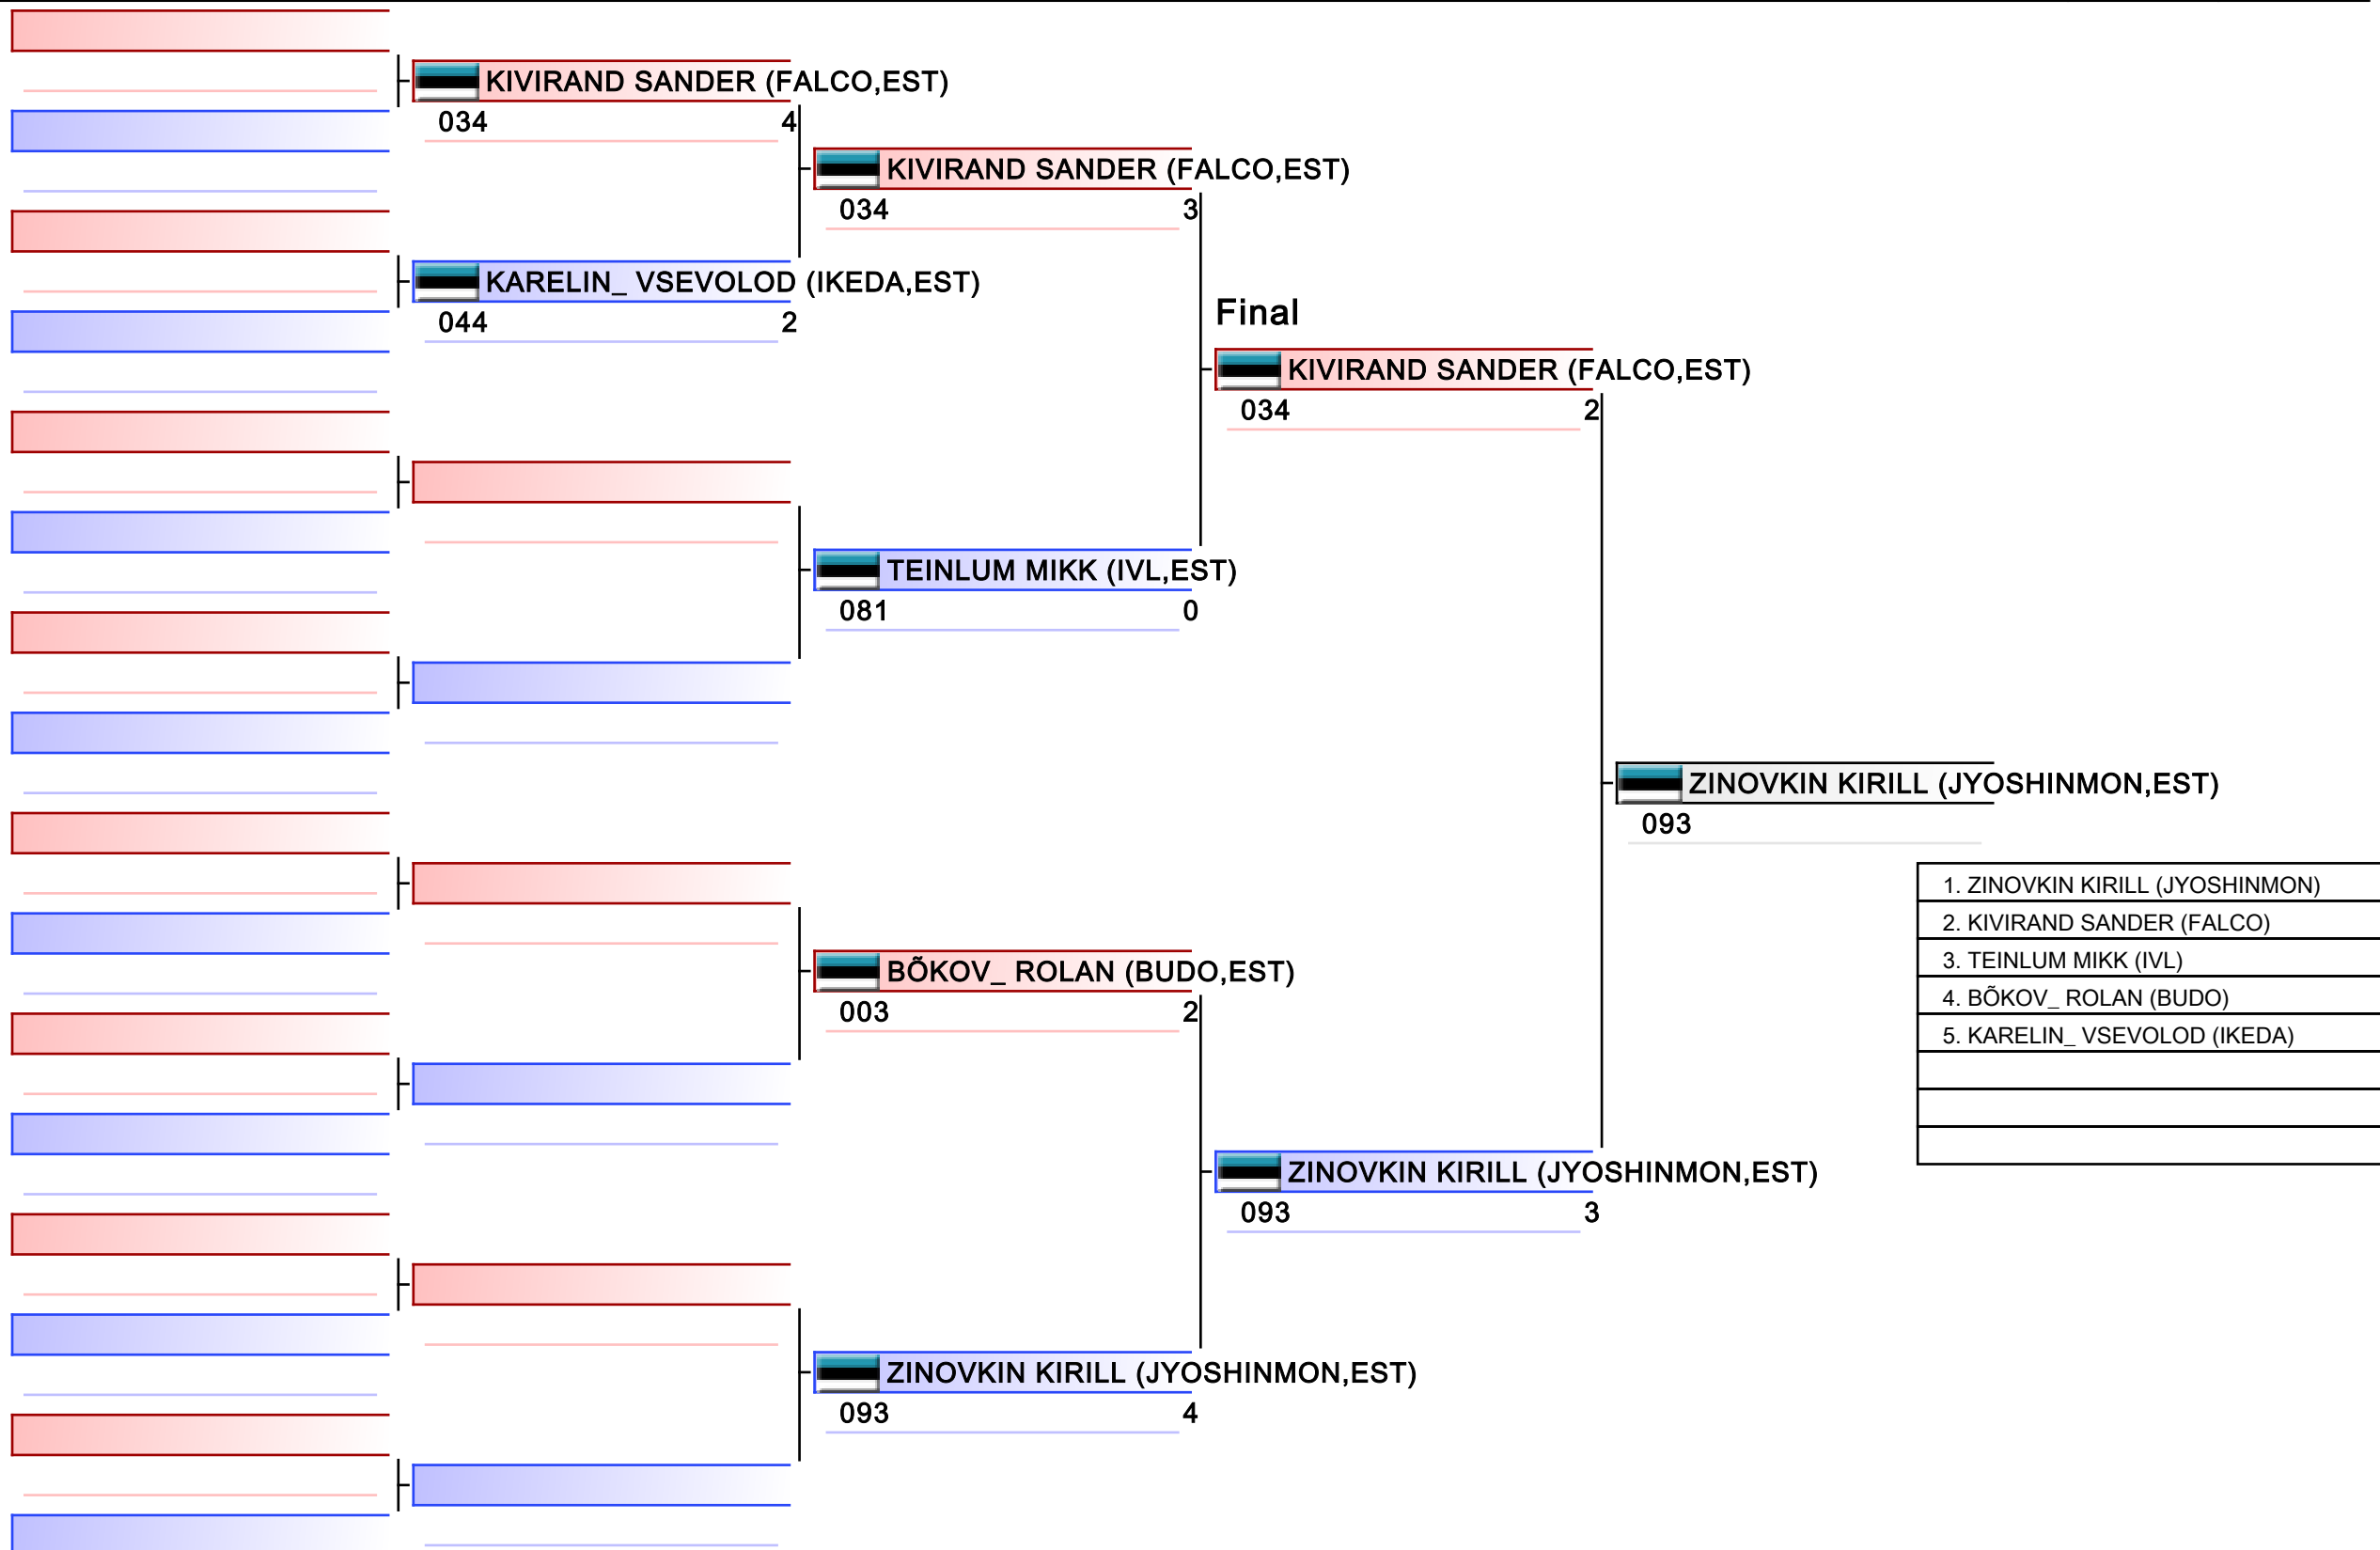 KIVIRAND SANDER (FALCO,EST)
034 4
KIVIRAND SANDER (FALCO,EST)
034 3
KARELIN_ VSEVOLOD (IKEDA,EST)
044 2
Final
KIVIRAND SANDER (FALCO,EST)
034 2
TEINLUM MIKK (IVL,EST)
081 0
ZINOVKIN KIRILL (JYOSHINMON,EST)
093
1. ZINOVKIN KIRILL (JYOSHINMON)
2. KIVIRAND SANDER (FALCO)
3. TEINLUM MIKK (IVL)
4. BÕKOV_ ROLAN (BUDO)
5. KARELIN_ VSEVOLOD (IKEDA)
BÕKOV_ ROLAN (BUDO,EST)
003 2
ZINOVKIN KIRILL (JYOSHINMON,EST)
093 3
ZINOVKIN KIRILL (JYOSHINMON,EST)
093 4